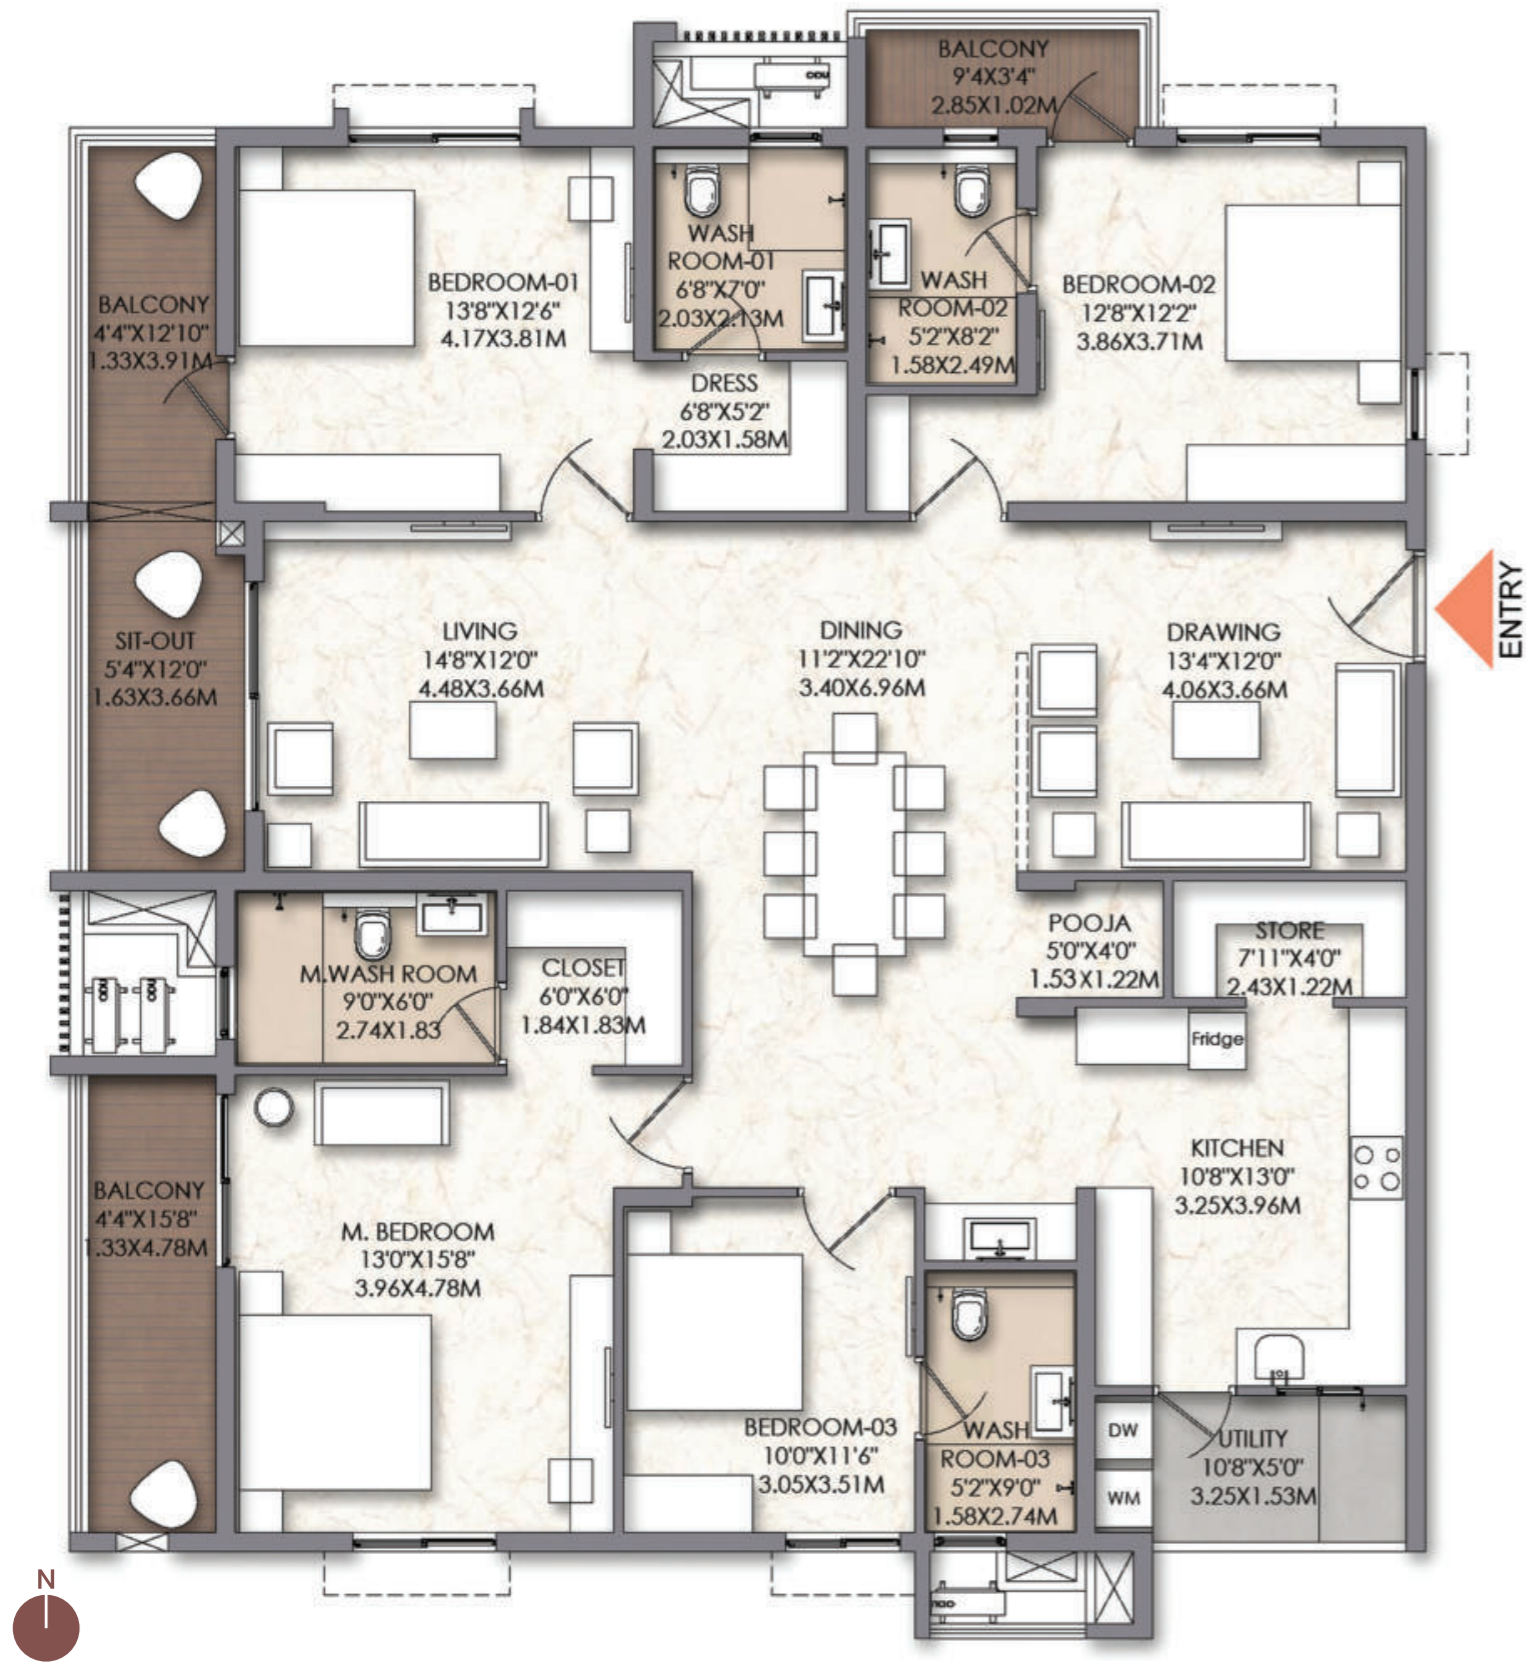 BALCONY
9'4"X3'4"
2.85X1.02M
ODU
BEDROOM-01
13'8"X12'6"
4.17X3.81M
WASH
ROOM-01
6'8"X7'0"
2.03X2.13M
WASH
ROOM-02
5'2"X8'2"
1.58X2.49M
BEDROOM-02
12'8"X12'2"
3.86X3.71M
BALCONY
4'4"X12'10"
1.33X3.91M
DRESS
6'8"X5'2"
2.03X1.58M
ENTRY
SIT-OUT
5'4"X12'0"
1.63X3.66M
LIVING
14'8"X12'0"
4.48X3.66M
DINING
11'2"X22'10"
3.40X6.96M
DRAWING
13'4"X12'0"
4.06X3.66M
POOJA
5'0"X4'0"
1.53X1.22M
STORE
7'11"X4'0"
2.43X1.22M
M.WASH ROOM
9'0"X6'0"
2.74X1.83
CLOSET
6'0"X6'0"
1.84X1.83M
ODU
ODU
Fridge
KITCHEN
10'8"X13'0"
3.25X3.96M
BALCONY
4'4"X15'8"
1.33X4.78M
M. BEDROOM
13'0"X15'8"
3.96X4.78M
BEDROOM-03
10'0"X11'6"
3.05X3.51M
WASH
ROOM-03
5'2"X9'0"
1.58X2.74M
DW
WM
UTILITY
10'8"X5'0"
3.25X1.53M
ODU
N